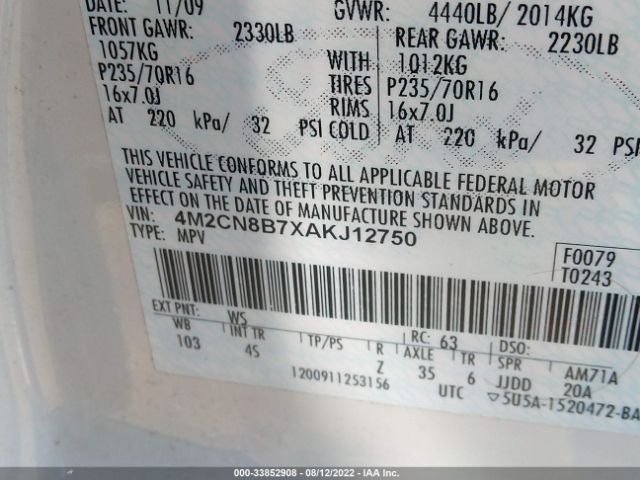 DATE: 11/09
GVWR: 4440LB/ 2014KG
FRONT GAWR: 2330LB
REAR GAWR: 2230LB
1057KG WITH 1012KG
P235/70R16 TIRES P235/70R16
16x7.0J RIMS 16x7.0J
AT 220 kPa/ 32 PSI COLD AT 220 kPa/ 32 PSI
THIS VEHICLE CONFORMS TO ALL APPLICABLE FEDERAL MOTOR
VEHICLE SAFETY AND THEFT PREVENTION STANDARDS IN
EFFECT ON THE DATE OF MANUFACTURE SHOWN ABOVE.
VIN: 4M2CN8B7XAKJ12750
TYPE: MPV
F0079
T0243
EXT PNT: WS RC: 63 DSO:
WB INT TR TP/PS R AXLE TR SPR AM71A
103 4S Z 35 6 JJDD 20A
1200911253156 UTC ▽5U5A-1520472-BA
000-33852908 - 08/12/2022 - IAA Inc.